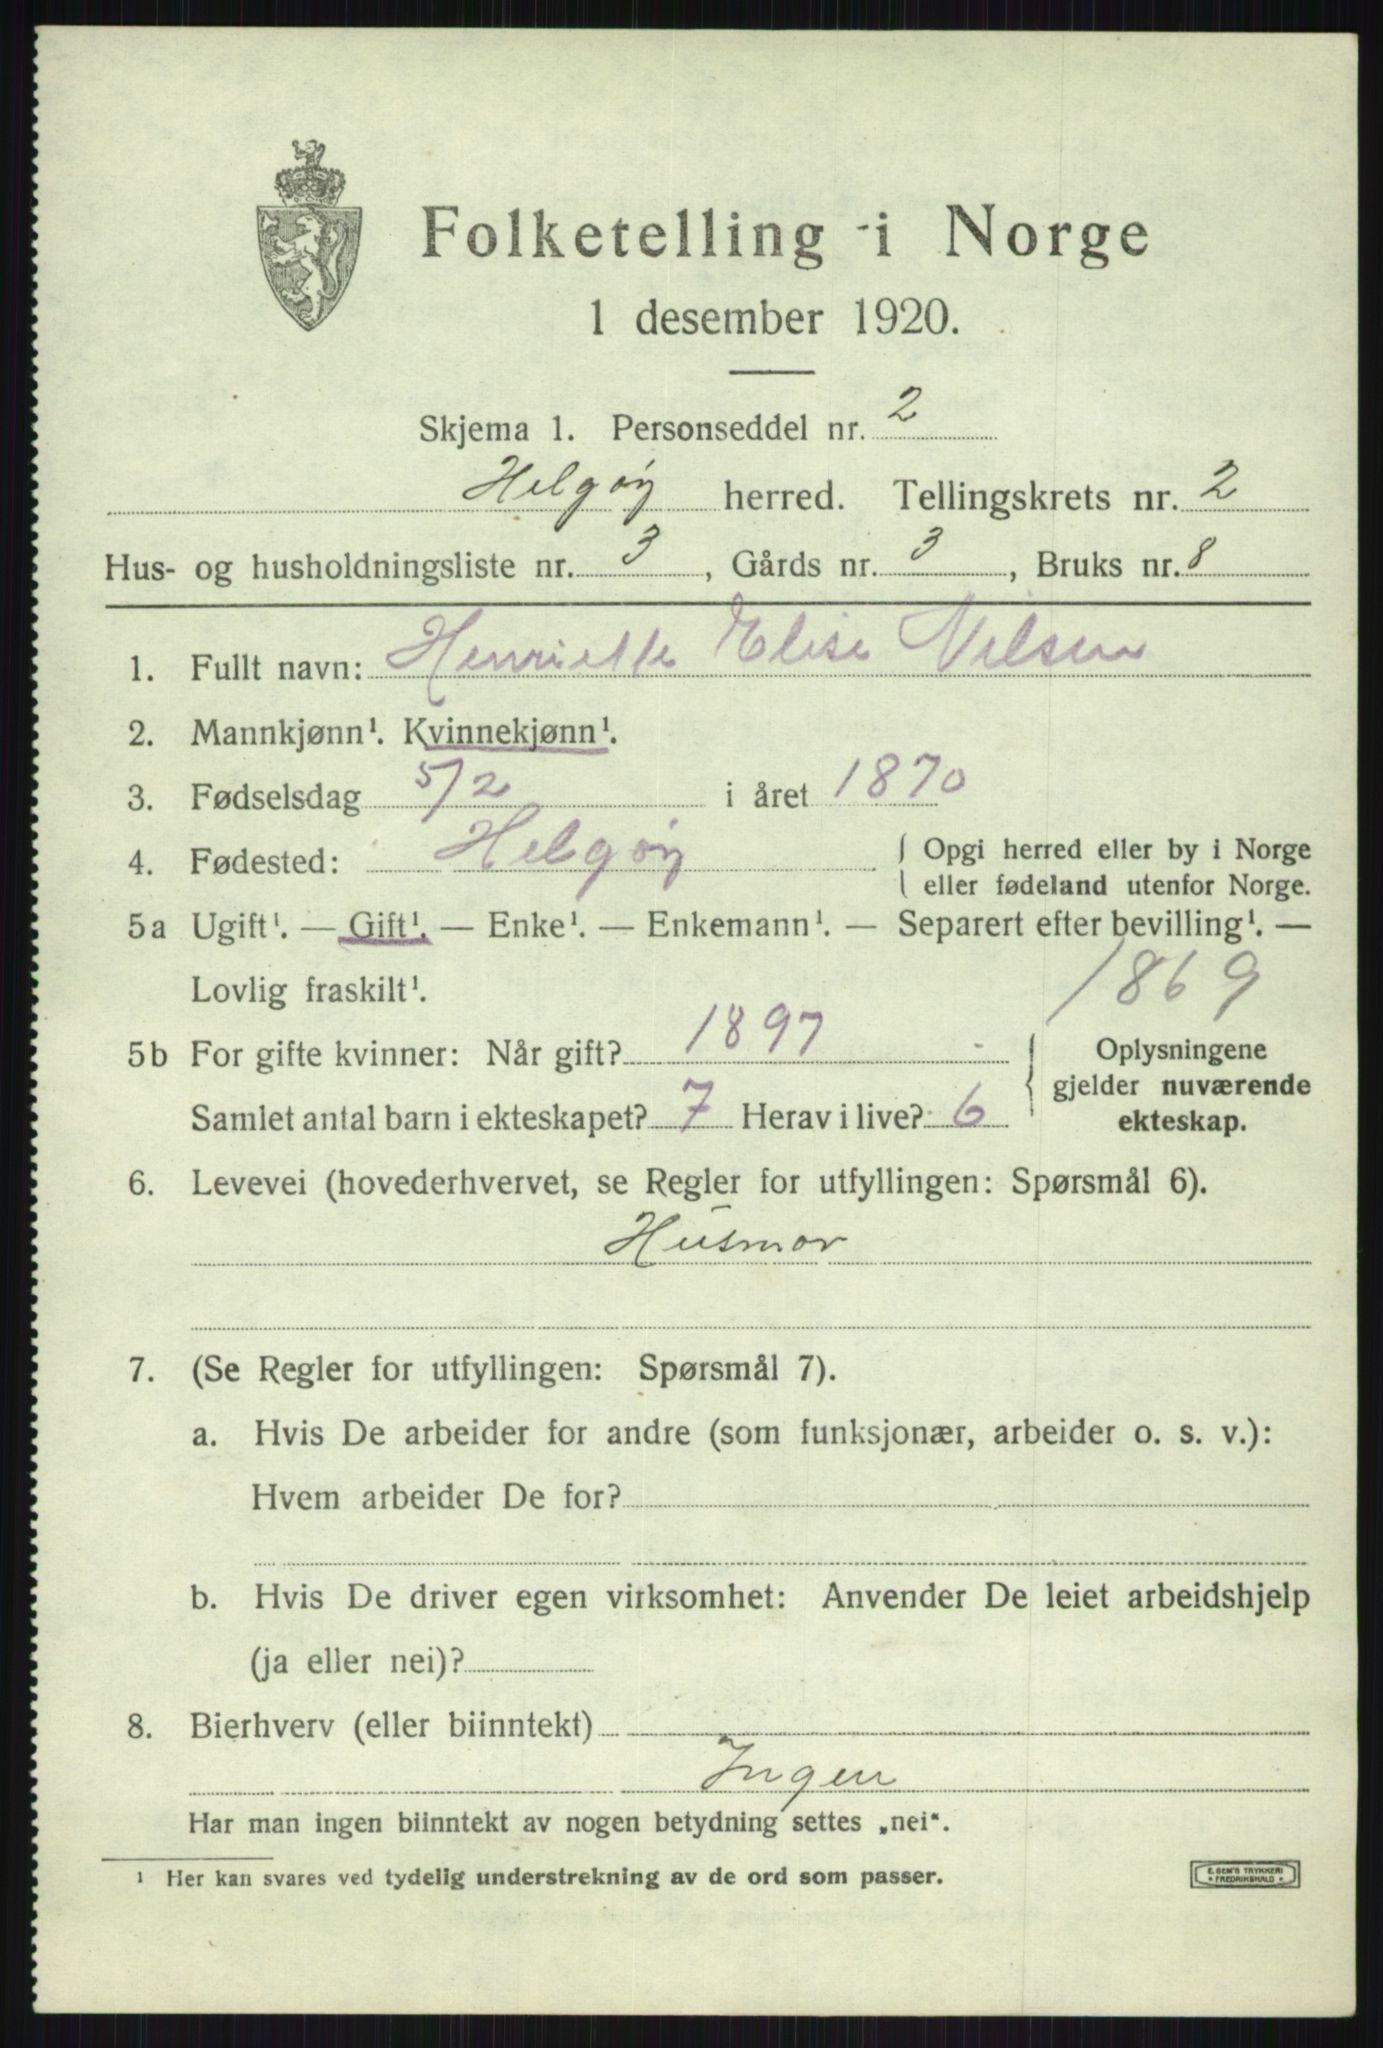 Folketelling i Norge
1 desember 1920.
Skjema 1. Personseddel nr. 2
Helgøy herred. Tellingskrets nr. 2
Hus- og husholdningsliste nr. 3, Gårds nr. 3, Bruks nr. 8
1. Fullt navn: Henriette Elise Nilsen
2. Mannkjønn¹. Kvinnekjønn¹.
3. Fødselsdag 5/2 i året 1870
4. Fødested: Helgøy { Opgi herred eller by i Norge
eller fødeland utenfor Norge.
5a Ugift¹. — Gift¹. — Enke¹. — Enkemann¹. — Separert efter bevilling¹. —
Lovlig fraskilt¹. 1869
5b For gifte kvinner: Når gift? 1897
Samlet antal barn i ekteskapet? 7 Herav i live? 6
{ Oplysningene
gjelder nuværende
ekteskap.
6. Levevei (hovederhvervet, se Regler for utfyllingen: Spørsmål 6).
Husmor
7. (Se Regler for utfyllingen: Spørsmål 7).
a. Hvis De arbeider for andre (som funksjonær, arbeider o. s. v.):
Hvem arbeider De for?
b. Hvis De driver egen virksomhet: Anvender De leiet arbeidshjelp
(ja eller nei)?
8. Bierhverv (eller biinntekt)
Ingen
Har man ingen biinntekt av nogen betydning settes „nei“.
¹ Her kan svares ved tydelig understrekning av de ord som passer.
E. SEM'S TRYKKERI
* FREDRIKSHALD *